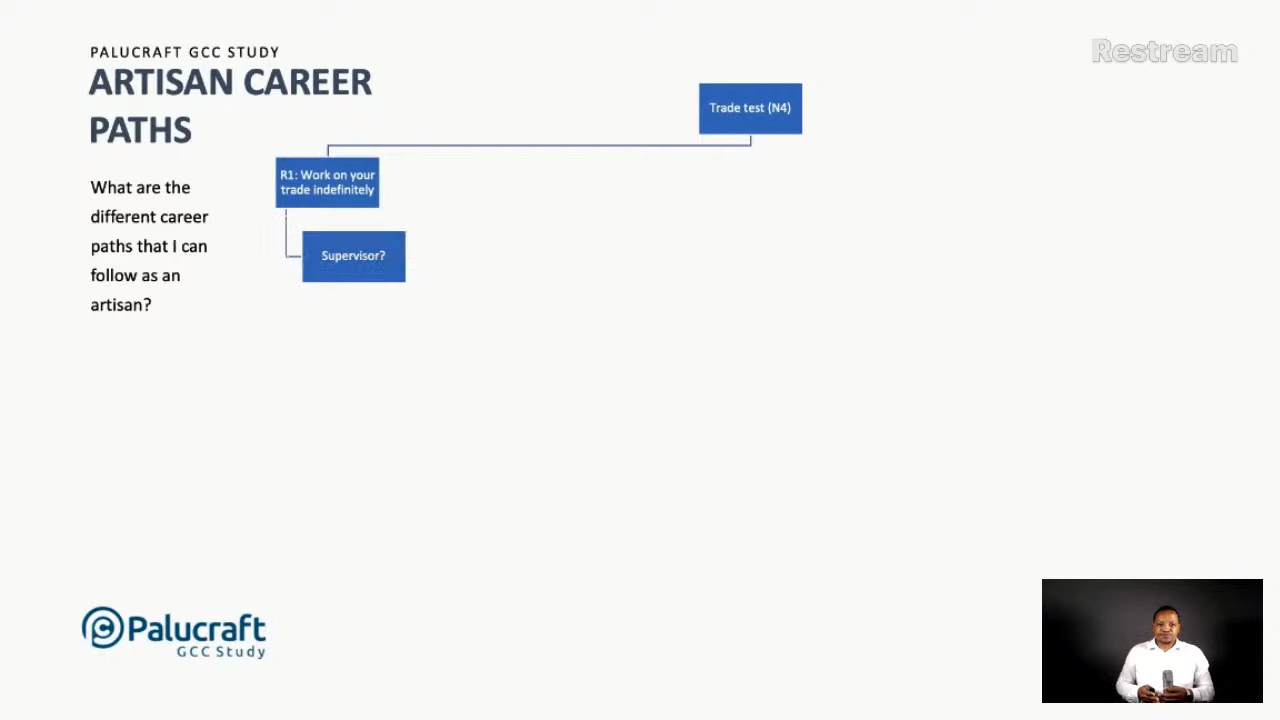 PALUCRAFT GCC STUDY
ARTISAN CAREER
PATHS
What are the
different career
paths that I can
follow as an
artisan?
Restream
Trade test (N4)
R1: Work on your
trade indefinitely
Supervisor?
Palucraft
GCC Study